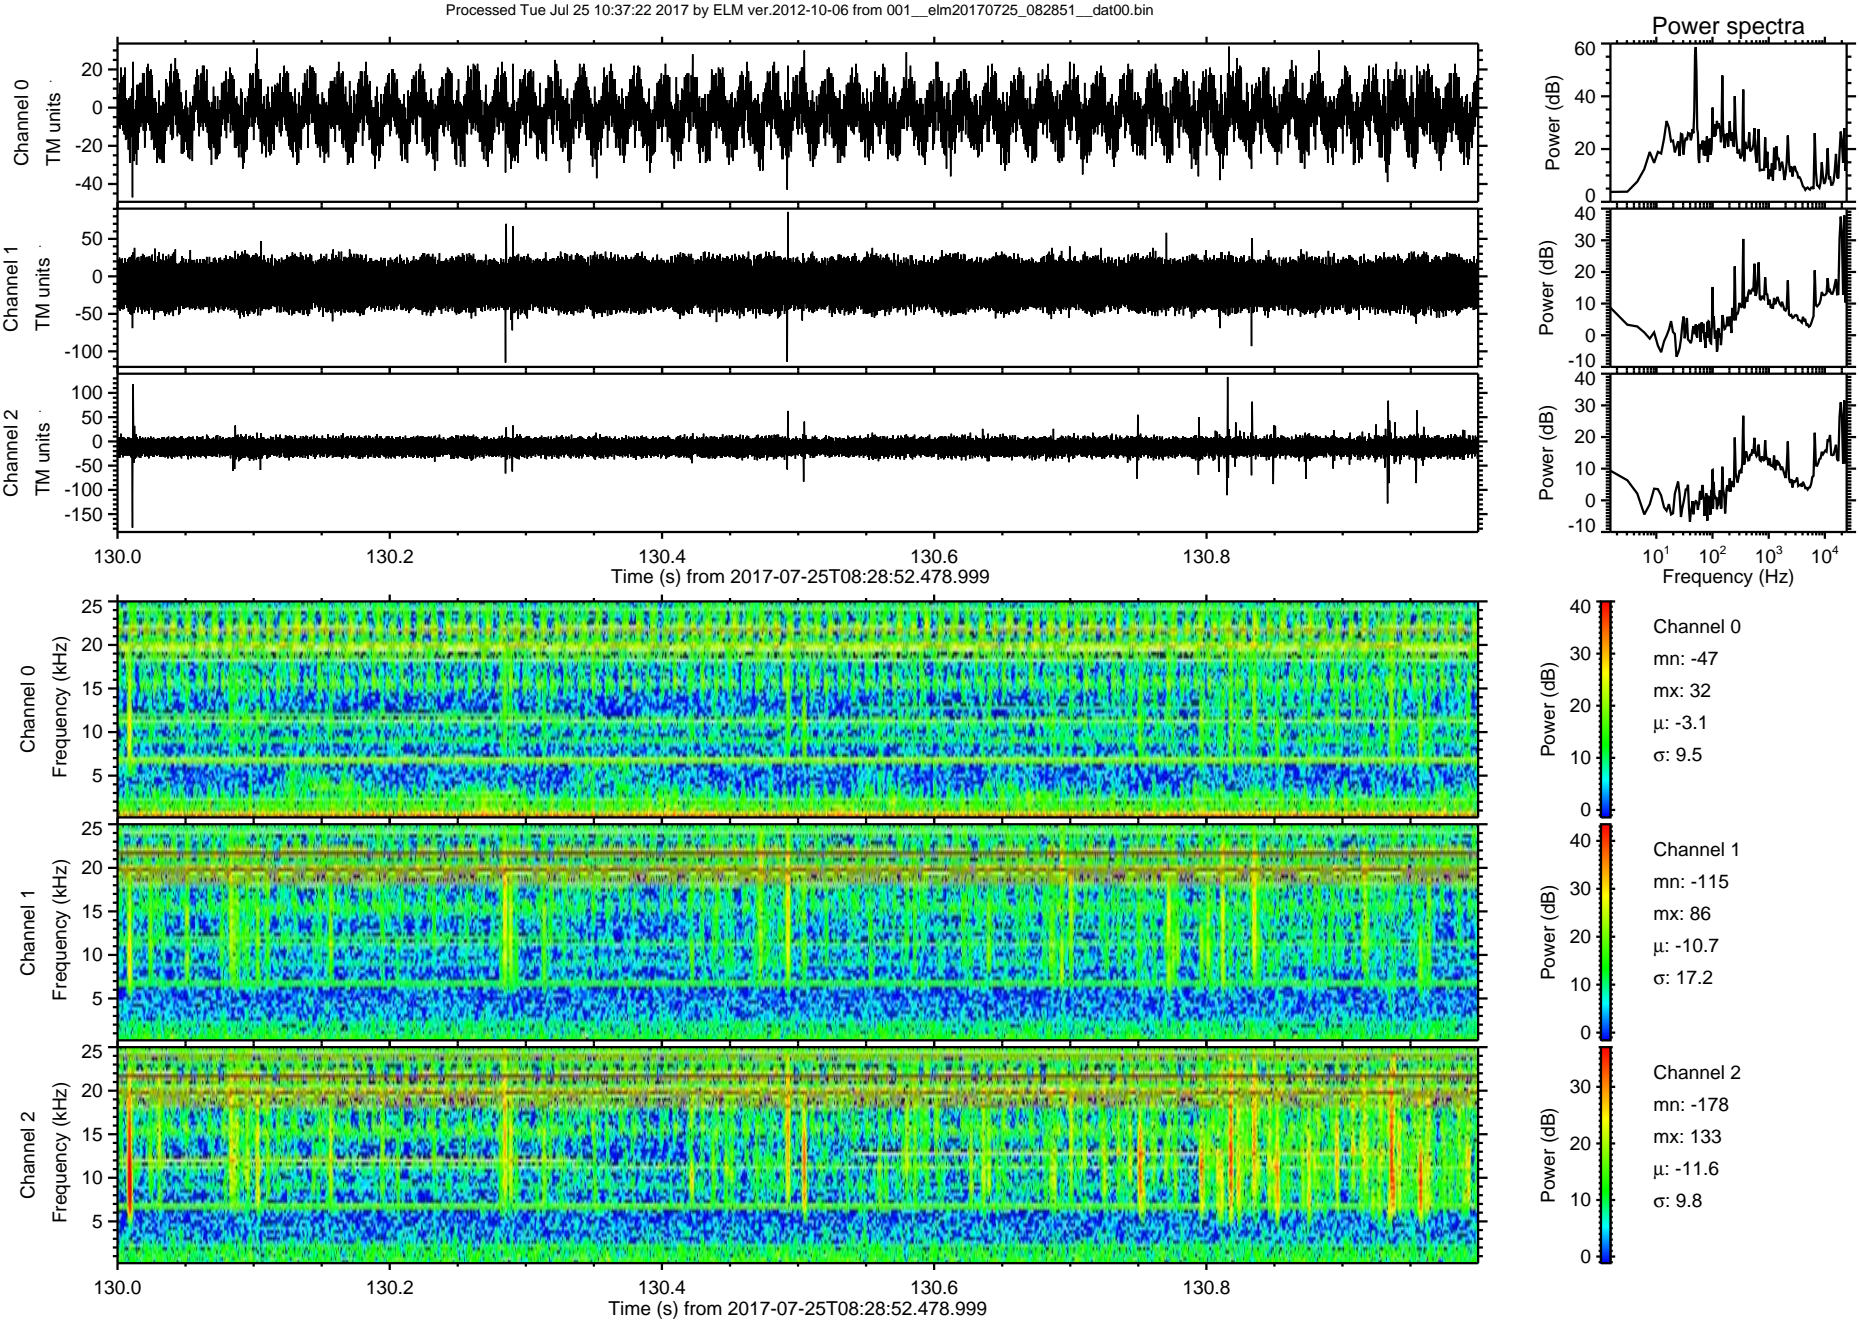 Processed Tue Jul 25 10:37:22 2017 by ELM ver.2012-10-06 from 001__elm20170725_082851__dat00.bin
Power spectra
Channel 0
TM units
20
0
-20
-40
Power (dB)
60
40
20
0
Channel 1
TM units
50
0
-50
-100
Power (dB)
40
30
20
10
0
-10
Channel 2
TM units
100
50
0
-50
-100
-150
Power (dB)
40
30
20
10
0
-10
130.0 130.2 130.4 130.6 130.8
Time (s) from 2017-07-25T08:28:52.478.999
10^1 10^2 10^3 10^4
Frequency (Hz)
Channel 0
Frequency (kHz)
25
20
15
10
5
Power (dB)
40
30
20
10
0
Channel 0
mn: -47
mx: 32
μ: -3.1
σ: 9.5
Channel 1
Frequency (kHz)
25
20
15
10
5
Power (dB)
40
30
20
10
0
Channel 1
mn: -115
mx: 86
μ: -10.7
σ: 17.2
Channel 2
Frequency (kHz)
25
20
15
10
5
Power (dB)
30
20
10
0
Channel 2
mn: -178
mx: 133
μ: -11.6
σ: 9.8
130.0 130.2 130.4 130.6 130.8
Time (s) from 2017-07-25T08:28:52.478.999